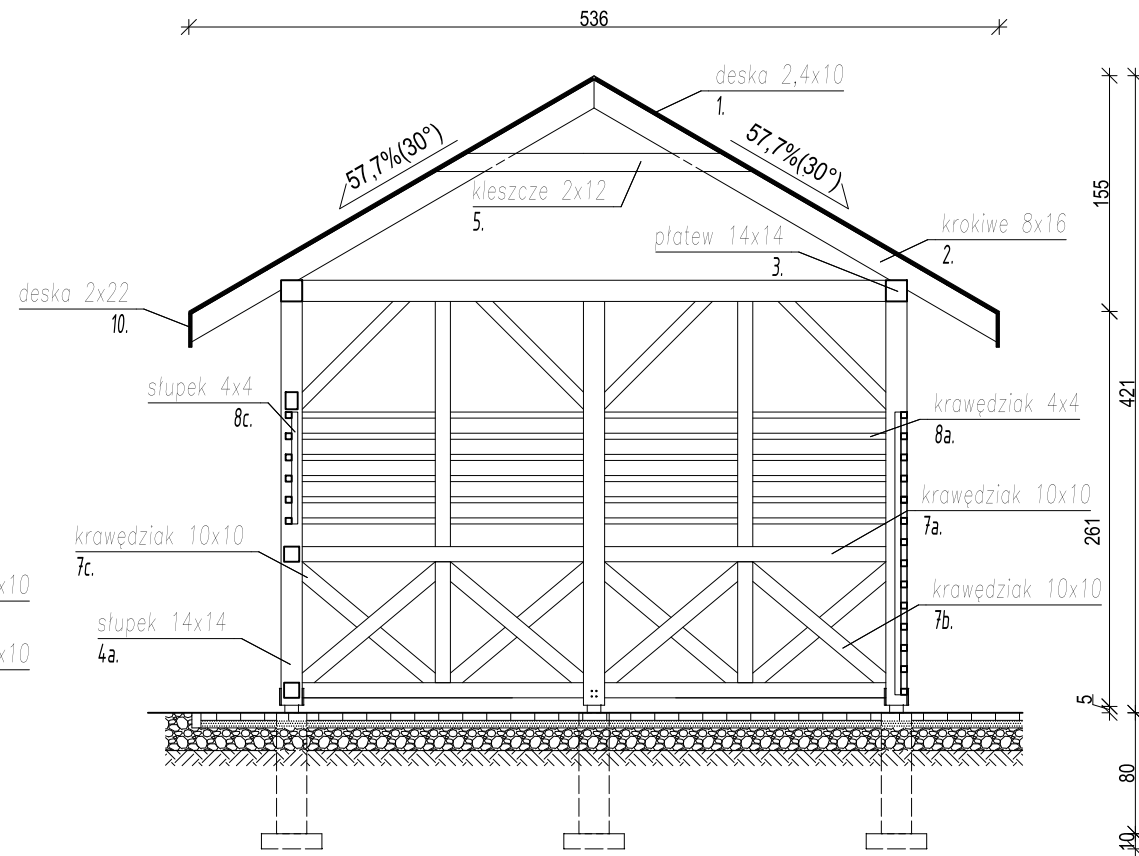 536
deska 2,4x10
1.
57,7%(30°)
57,7%(30°)
155
kleszcze 2x12
5.
krokiwe 8x16
2.
płatew 14x14
3.
deska 2x22
10.
słupek 4x4
8c.
krawędziak 4x4
8a.
421
krawędziak 10x10
7a.
261
krawędziak 10x10
7c.
x10
krawędziak 10x10
7b.
słupek 14x14
4a.
x10
5
80
10